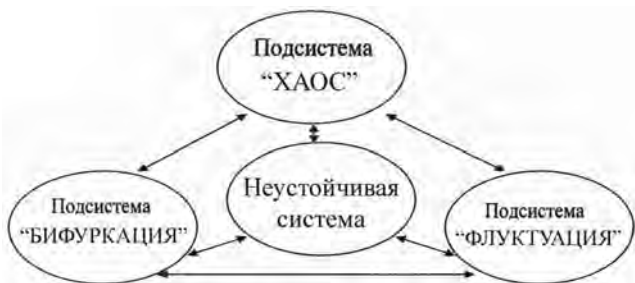 Подсистема
“ХАОС”
Неустойчивая
система
Подсистема
“БИФУРКАЦИЯ”
Подсистема
“ФЛУКТУАЦИЯ”